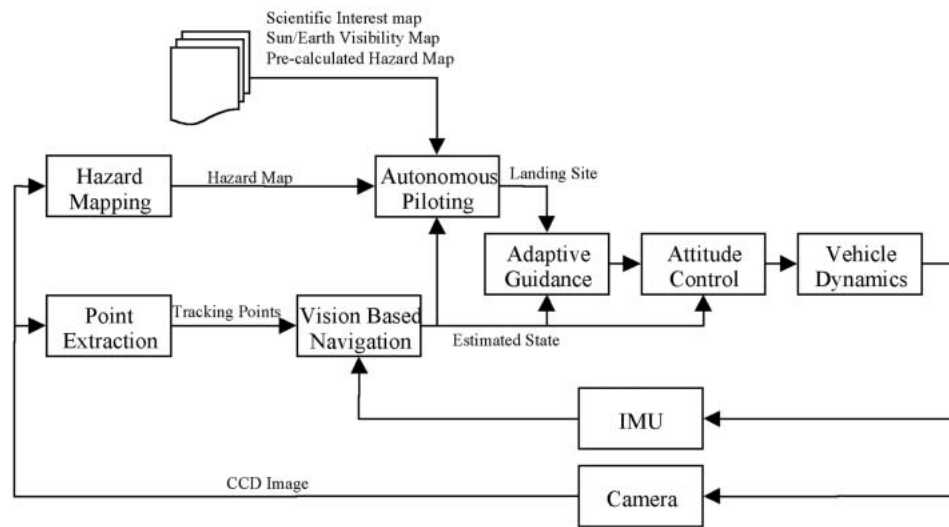 Scientific Interest map
Sun/Earth Visibility Map
Pre-calculated Hazard Map
Hazard
Mapping
Hazard Map
Autonomous
Piloting
Landing Site
Adaptive
Guidance
Attitude
Control
Vehicle
Dynamics
Point
Extraction
Tracking Points
Vision Based
Navigation
Estimated State
IMU
CCD Image
Camera